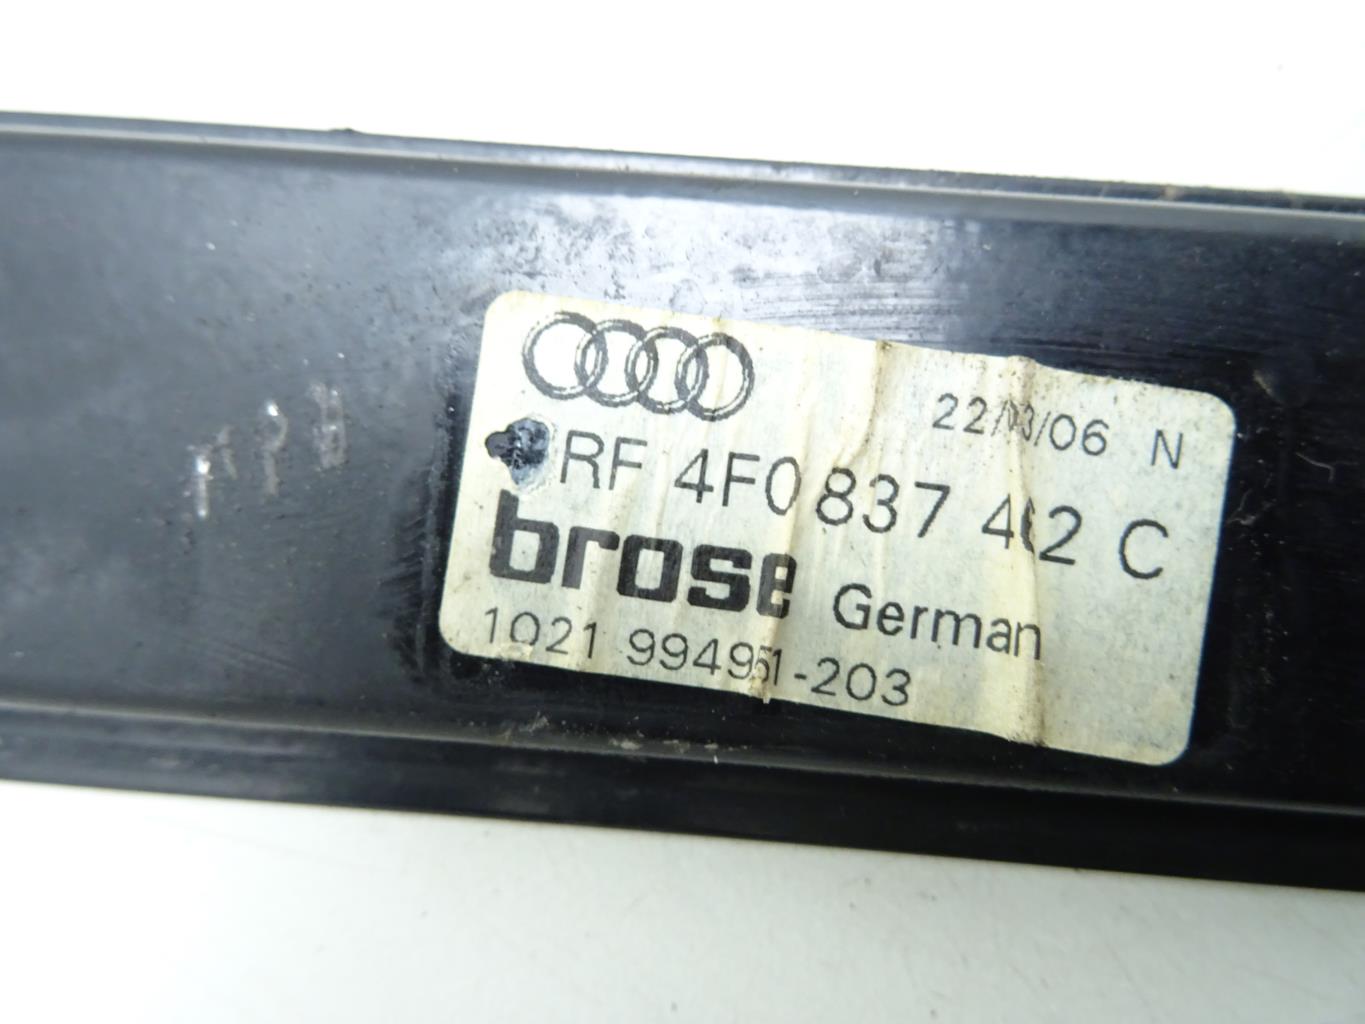 22/03/06 N
RF 4F0 837 462 C
brose German
1021 994951-203